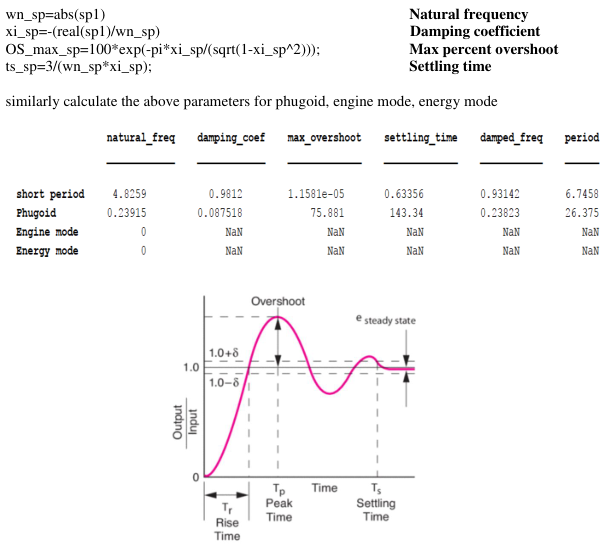 wn_sp=abs(sp1) Natural frequency
xi_sp=-(real(sp1)/wn_sp) Damping coefficient
OS_max_sp=100*exp(-pi*xi_sp/(sqrt(1-xi_sp^2))); Max percent overshoot
ts_sp=3/(wn_sp*xi_sp); Settling time
similarly calculate the above parameters for phugoid, engine mode, energy mode
natural_freq damping_coef max_overshoot settling_time damped_freq period
short period 4.8259 0.9812 1.1581e-05 0.63356 0.93142 6.7458
Phugoid 0.23915 0.087518 75.881 143.34 0.23823 26.375
Engine mode 0 NaN NaN NaN NaN NaN
Energy mode 0 NaN NaN NaN NaN NaN
Overshoot
e steady state
1.0+δ
1.0
1.0−δ
Output
Input
0
Tr
Rise
Time
Tp
Peak
Time
Time
Ts
Settling
Time